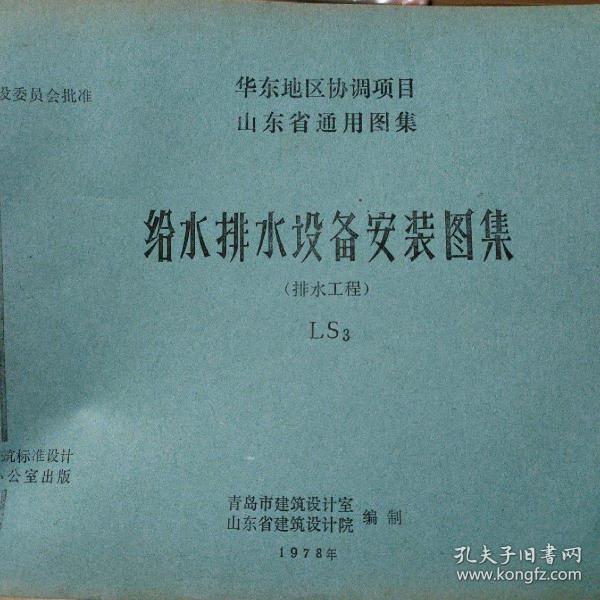 设委员会批准
华东地区协调项目
山东省通用图集
给水排水设备安装图集
(排水工程)
LS3
筑标准设计
办公室出版
青岛市建筑设计室
山东省建筑设计院
编制
1978年
孔夫子旧书网
www.kongfz.com